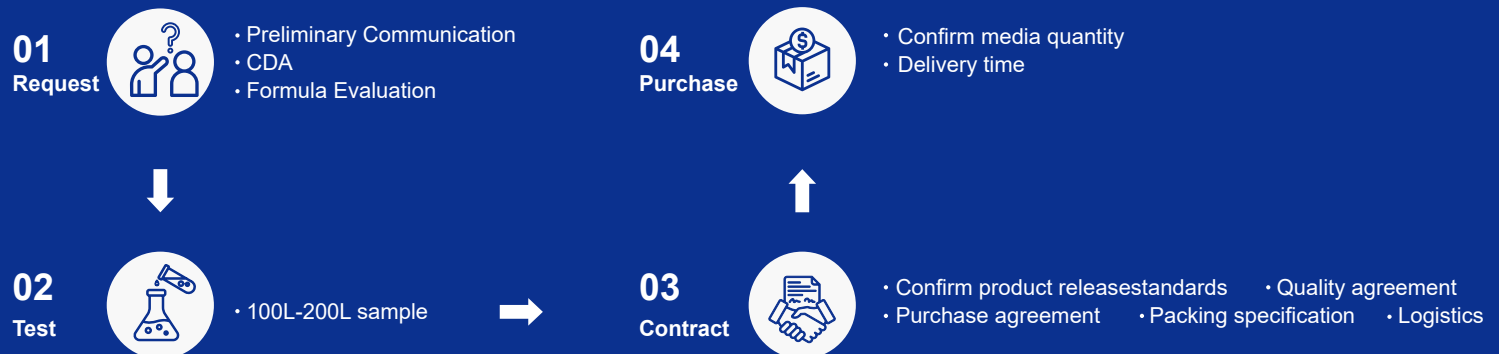 01
Request
· Preliminary Communication
· CDA
· Formula Evaluation
02
Test
· 100L-200L sample
03
Contract
· Confirm product releasestandards · Quality agreement
· Purchase agreement · Packing specification · Logistics
04
Purchase
· Confirm media quantity
· Delivery time